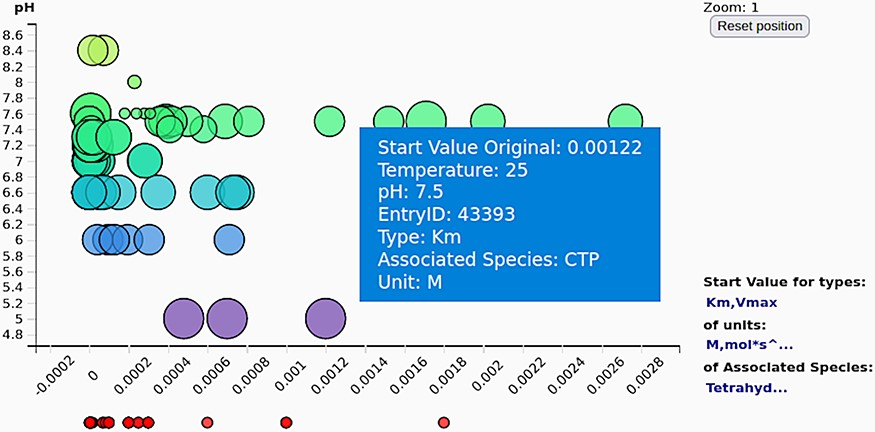 pH
Zoom: 1
Reset position
8.6
8.4
8.2
8
7.8
7.6
7.4
7.2
7
6.8
6.6
6.4
6.2
6
5.8
5.6
5.4
5.2
5
4.8
Start Value Original: 0.00122
Temperature: 25
pH: 7.5
EntryID: 43393
Type: Km
Associated Species: CTP
Unit: M
Start Value for types:
Km,Vmax
of units:
M,mol*s^...
of Associated Species:
Tetrahyd...
-0.0002
0
0.0002
0.0004
0.0006
0.0008
0.001
0.0012
0.0014
0.0016
0.0018
0.002
0.0022
0.0024
0.0026
0.0028